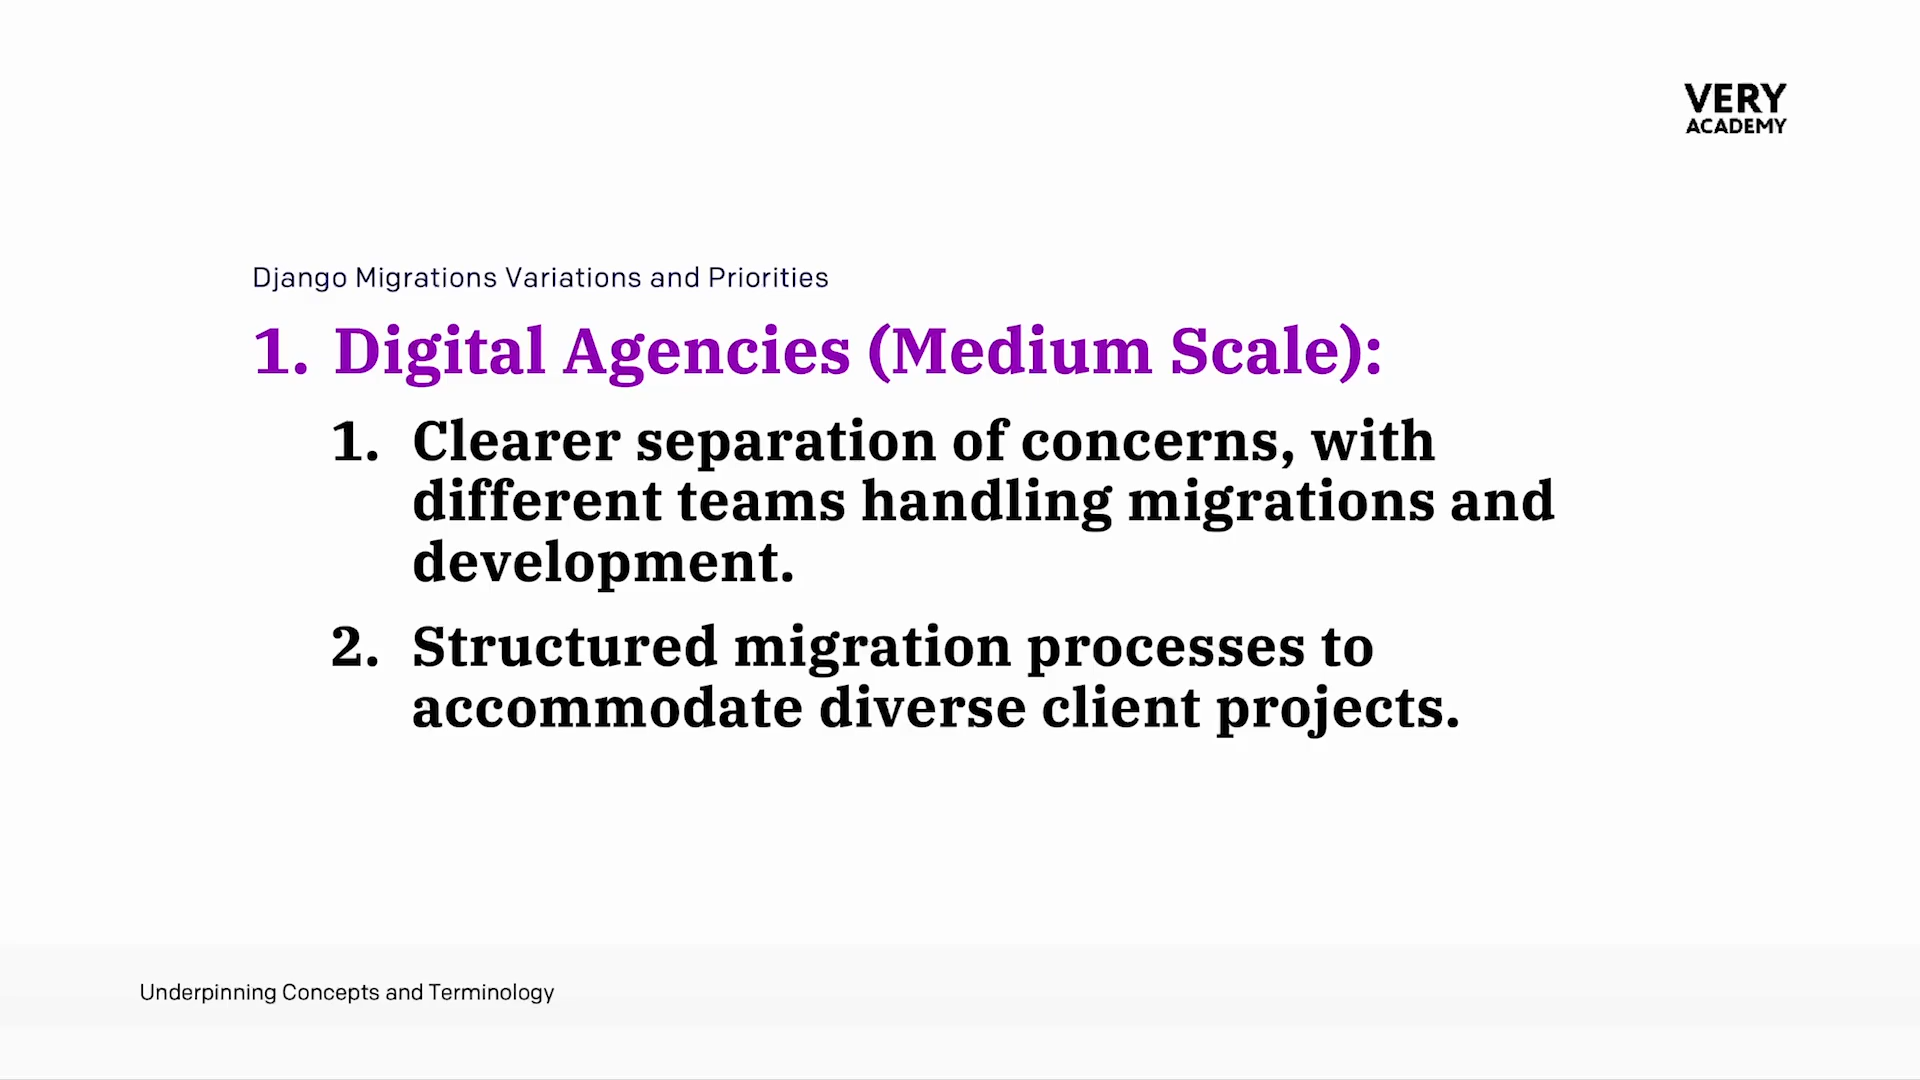 VERY
ACADEMY
Django Migrations Variations and Priorities
1. Digital Agencies (Medium Scale):
1. Clearer separation of concerns, with
different teams handling migrations and
development.
2. Structured migration processes to
accommodate diverse client projects.
Underpinning Concepts and Terminology